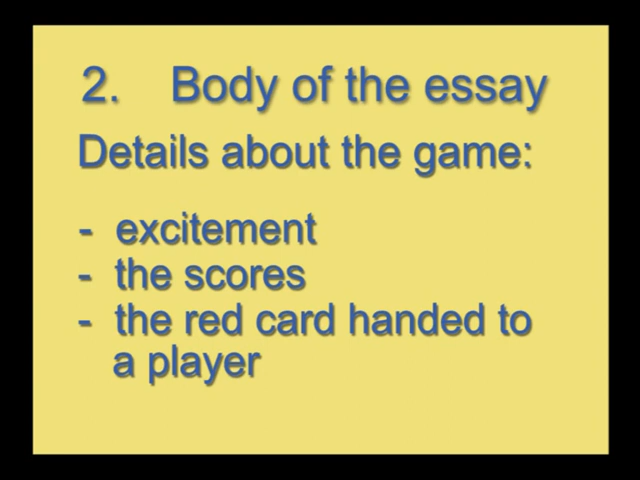 2. Body of the essay
Details about the game:
- excitement
- the scores
- the red card handed to
a player